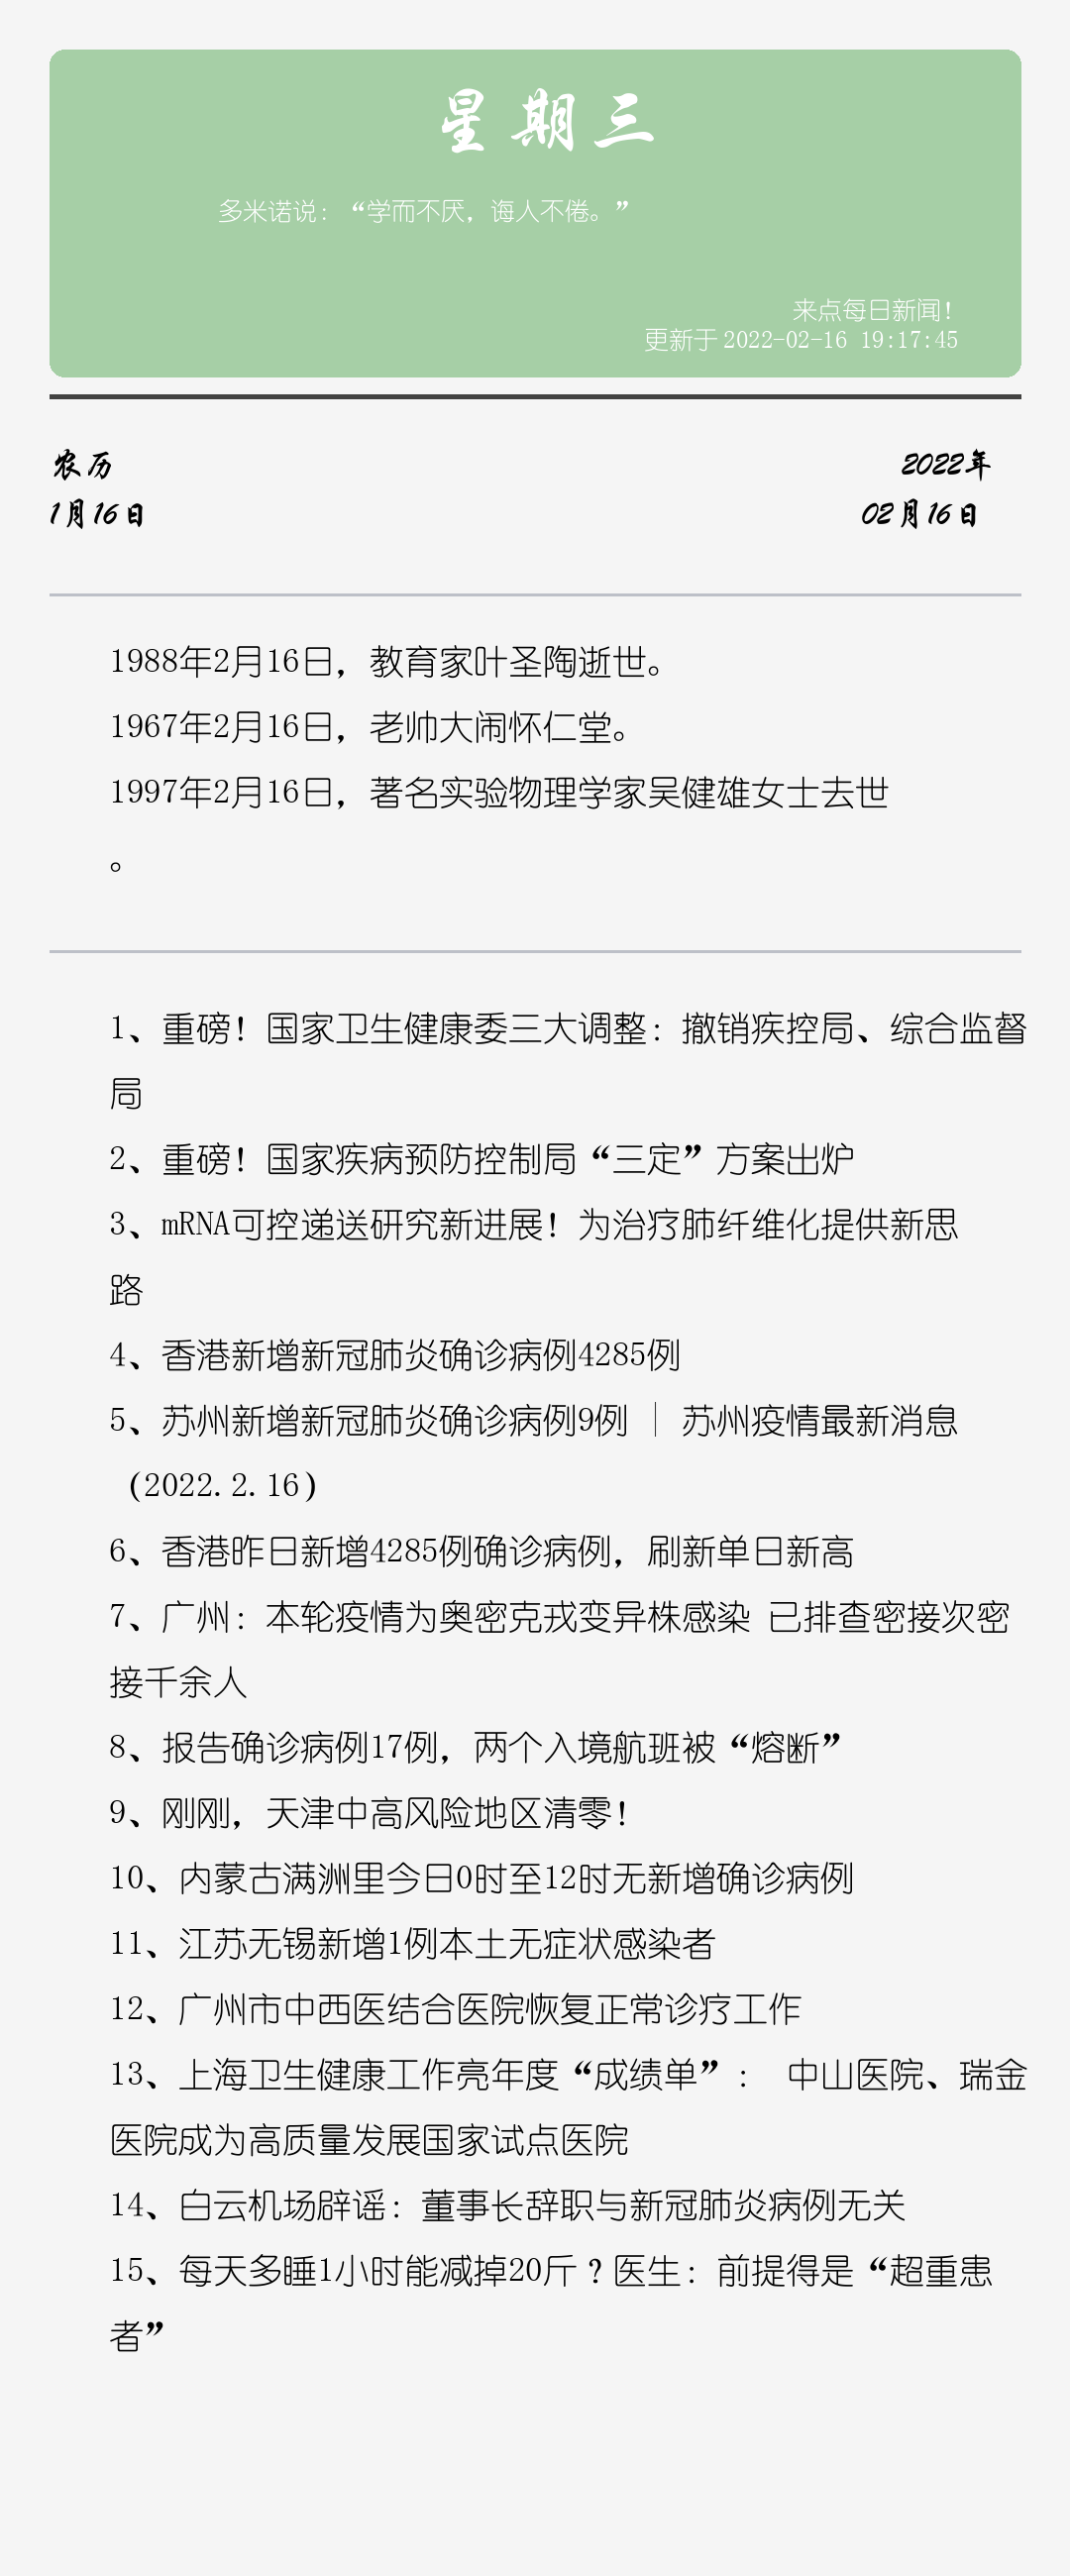 星期三
多米诺说：“学而不厌，诲人不倦。”
来点每日新闻！
更新于 2022-02-16 19:17:45
农历
2022年
1月16日
02月16日
1988年2月16日，教育家叶圣陶逝世。
1967年2月16日，老帅大闹怀仁堂。
1997年2月16日，著名实验物理学家吴健雄女士去世
。
1、重磅！国家卫生健康委三大调整：撤销疾控局、综合监督
局
2、重磅！国家疾病预防控制局“三定”方案出炉
3、mRNA可控递送研究新进展！为治疗肺纤维化提供新思
路
4、香港新增新冠肺炎确诊病例4285例
5、苏州新增新冠肺炎确诊病例9例 | 苏州疫情最新消息
（2022.2.16）
6、香港昨日新增4285例确诊病例，刷新单日新高
7、广州：本轮疫情为奥密克戎变异株感染 已排查密接次密
接千余人
8、报告确诊病例17例，两个入境航班被“熔断”
9、刚刚，天津中高风险地区清零！
10、内蒙古满洲里今日0时至12时无新增确诊病例
11、江苏无锡新增1例本土无症状感染者
12、广州市中西医结合医院恢复正常诊疗工作
13、上海卫生健康工作亮年度“成绩单”： 中山医院、瑞金
医院成为高质量发展国家试点医院
14、白云机场辟谣：董事长辞职与新冠肺炎病例无关
15、每天多睡1小时能减掉20斤？医生：前提得是“超重患
者”